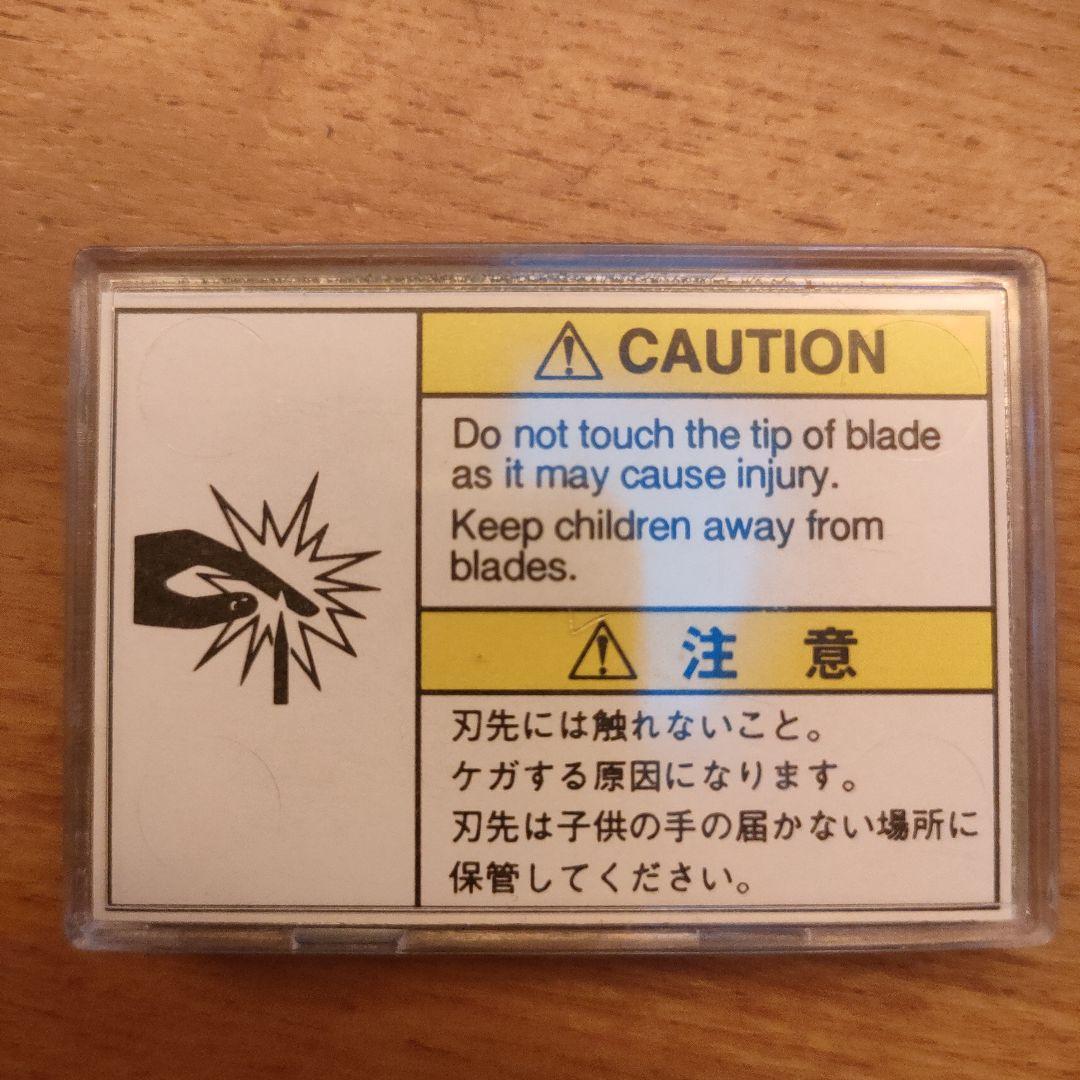 CAUTION
Do not touch the tip of blade
as it may cause injury.
Keep children away from
blades.
注 意
刃先には触れないこと。
ケガする原因になります。
刃先は子供の手の届かない場所に
保管してください。